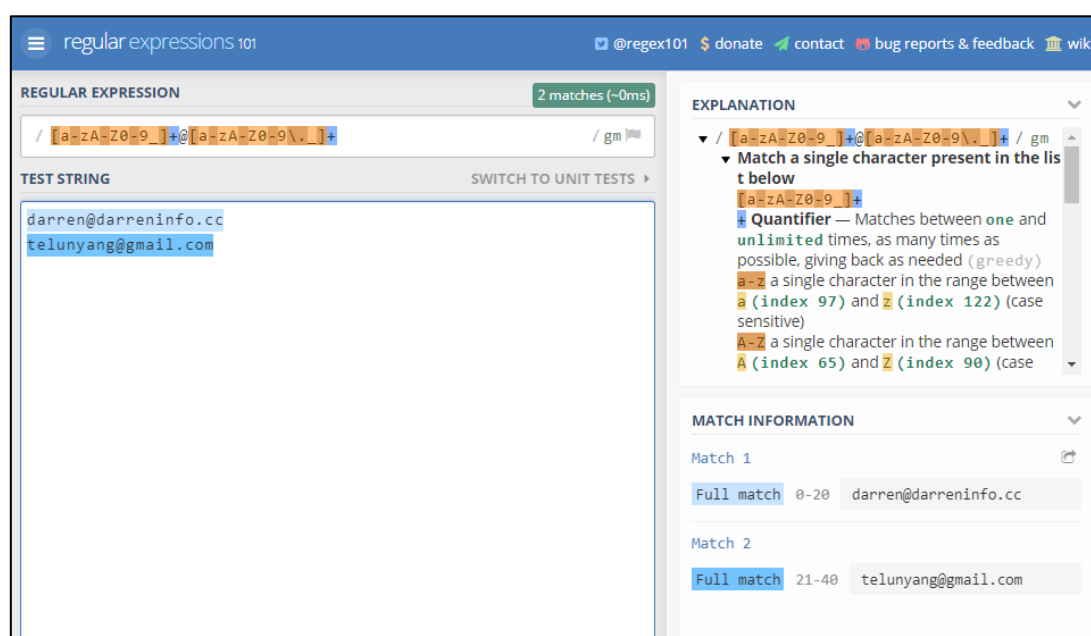 regular expressions 101
@regex101 $ donate contact bug reports & feedback wik
REGULAR EXPRESSION
2 matches (~0ms)
/ [a-zA-Z0-9_]+@[a-zA-Z0-9\._]+ / gm
TEST STRING
SWITCH TO UNIT TESTS
darren@darreninfo.cc
telunyang@gmail.com
EXPLANATION
/ [a-zA-Z0-9_]+@[a-zA-Z0-9\._]+ / gm
Match a single character present in the lis
t below
[a-zA-Z0-9_]+
+ Quantifier — Matches between one and
unlimited times, as many times as
possible, giving back as needed (greedy)
a-z a single character in the range between
a (index 97) and z (index 122) (case
sensitive)
A-Z a single character in the range between
A (index 65) and Z (index 90) (case
MATCH INFORMATION
Match 1
Full match 0-20 darren@darreninfo.cc
Match 2
Full match 21-40 telunyang@gmail.com